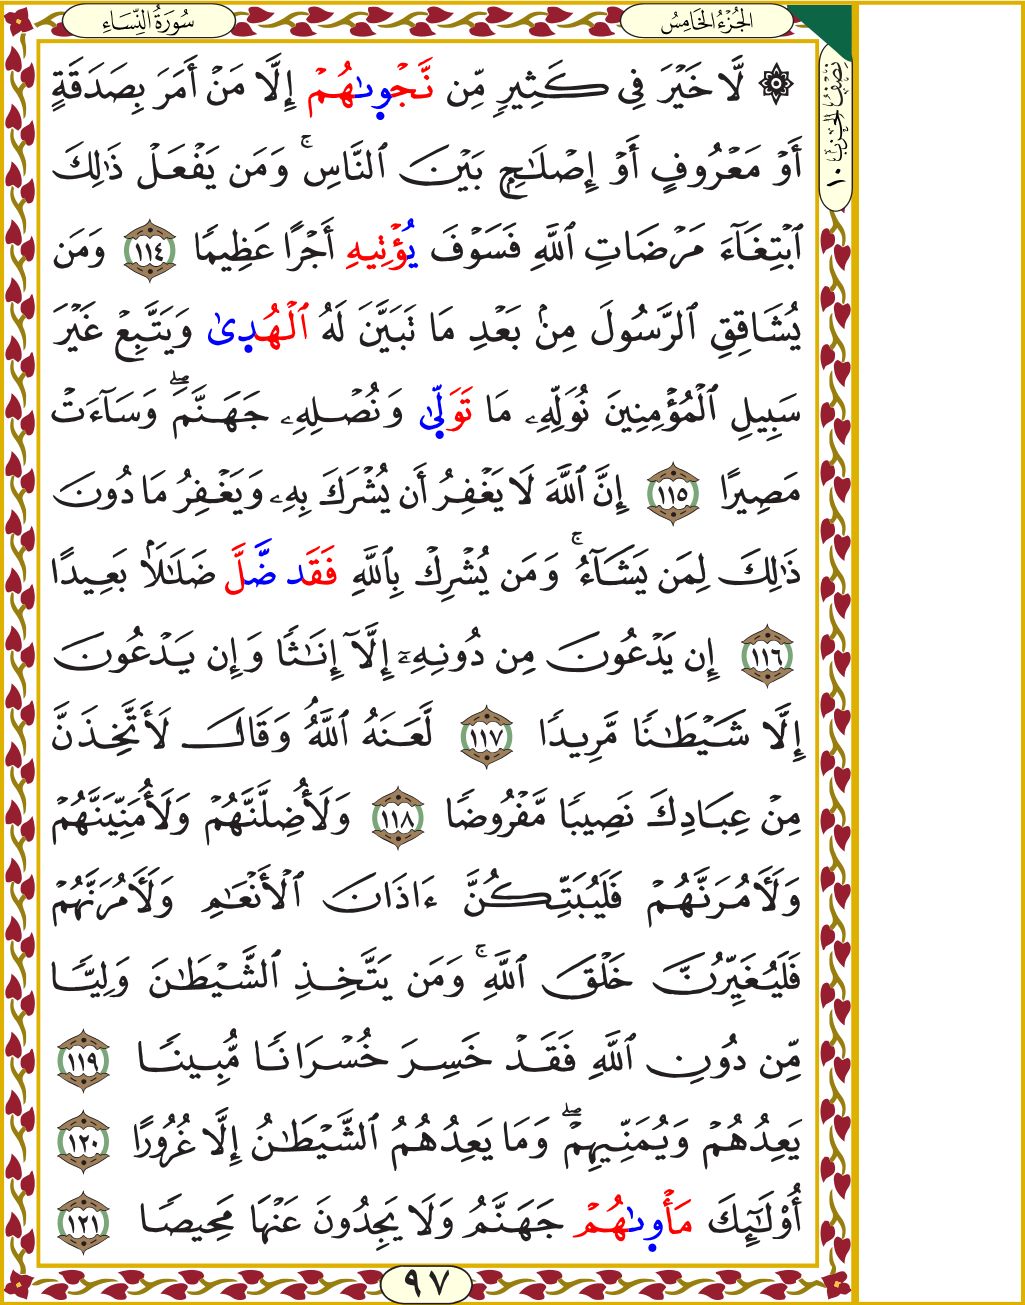 سُورَةُ النِّسَاءِ
الجُزْءُ الخَامِسُ
نِصْفُ الحِزْبِ ١٠
۞ لَّا خَيْرَ فِي كَثِيرٍ مِّن نَّجْوىٰهُمْ إِلَّا مَنْ أَمَرَ بِصَدَقَةٍ
أَوْ مَعْرُوفٍ أَوْ إِصْلَٰحٍۭ بَيْنَ ٱلنَّاسِۚ وَمَن يَفْعَلْ ذَٰلِكَ
ٱبْتِغَآءَ مَرْضَاتِ ٱللَّهِ فَسَوْفَ يُؤْتِيهِ أَجْرًا عَظِيمًا ١١٤ وَمَن
يُشَاقِقِ ٱلرَّسُولَ مِنۢ بَعْدِ مَا تَبَيَّنَ لَهُ ٱلْهُدىٰ وَيَتَّبِعْ غَيْرَ
سَبِيلِ ٱلْمُؤْمِنِينَ نُوَلِّهِۦ مَا تَوَلّىٰ وَنُصْلِهِۦ جَهَنَّمَۖ وَسَآءَتْ
مَصِيرًا ١١٥ إِنَّ ٱللَّهَ لَا يَغْفِرُ أَن يُشْرَكَ بِهِۦ وَيَغْفِرُ مَا دُونَ
ذَٰلِكَ لِمَن يَشَآءُۚ وَمَن يُشْرِكْ بِٱللَّهِ فَقَد ضَّلَّ ضَلَٰلًۢا بَعِيدًا
١١٦ إِن يَدْعُونَ مِن دُونِهِۦٓ إِلَّآ إِنَٰثًا وَإِن يَدْعُونَ
إِلَّا شَيْطَٰنًا مَّرِيدًا ١١٧ لَّعَنَهُ ٱللَّهُۘ وَقَالَ لَأَتَّخِذَنَّ
مِنْ عِبَادِكَ نَصِيبًا مَّفْرُوضًا ١١٨ وَلَأُضِلَّنَّهُمْ وَلَأُمَنِّيَنَّهُمْ
وَلَأٓمُرَنَّهُمْ فَلَيُبَتِّكُنَّ ءَاذَانَ ٱلْأَنْعَٰمِ وَلَأٓمُرَنَّهُمْ
فَلَيُغَيِّرُنَّ خَلْقَ ٱللَّهِۚ وَمَن يَتَّخِذِ ٱلشَّيْطَٰنَ وَلِيًّا
مِّن دُونِ ٱللَّهِ فَقَدْ خَسِرَ خُسْرَانًا مُّبِينًا ١١٩
يَعِدُهُمْ وَيُمَنِّيهِمْۖ وَمَا يَعِدُهُمُ ٱلشَّيْطَٰنُ إِلَّا غُرُورًا ١٢٠
أُو۟لَٰٓئِكَ مَأْوىٰهُمْ جَهَنَّمُ وَلَا يَجِدُونَ عَنْهَا مَحِيصًا ١٢١
٩٧